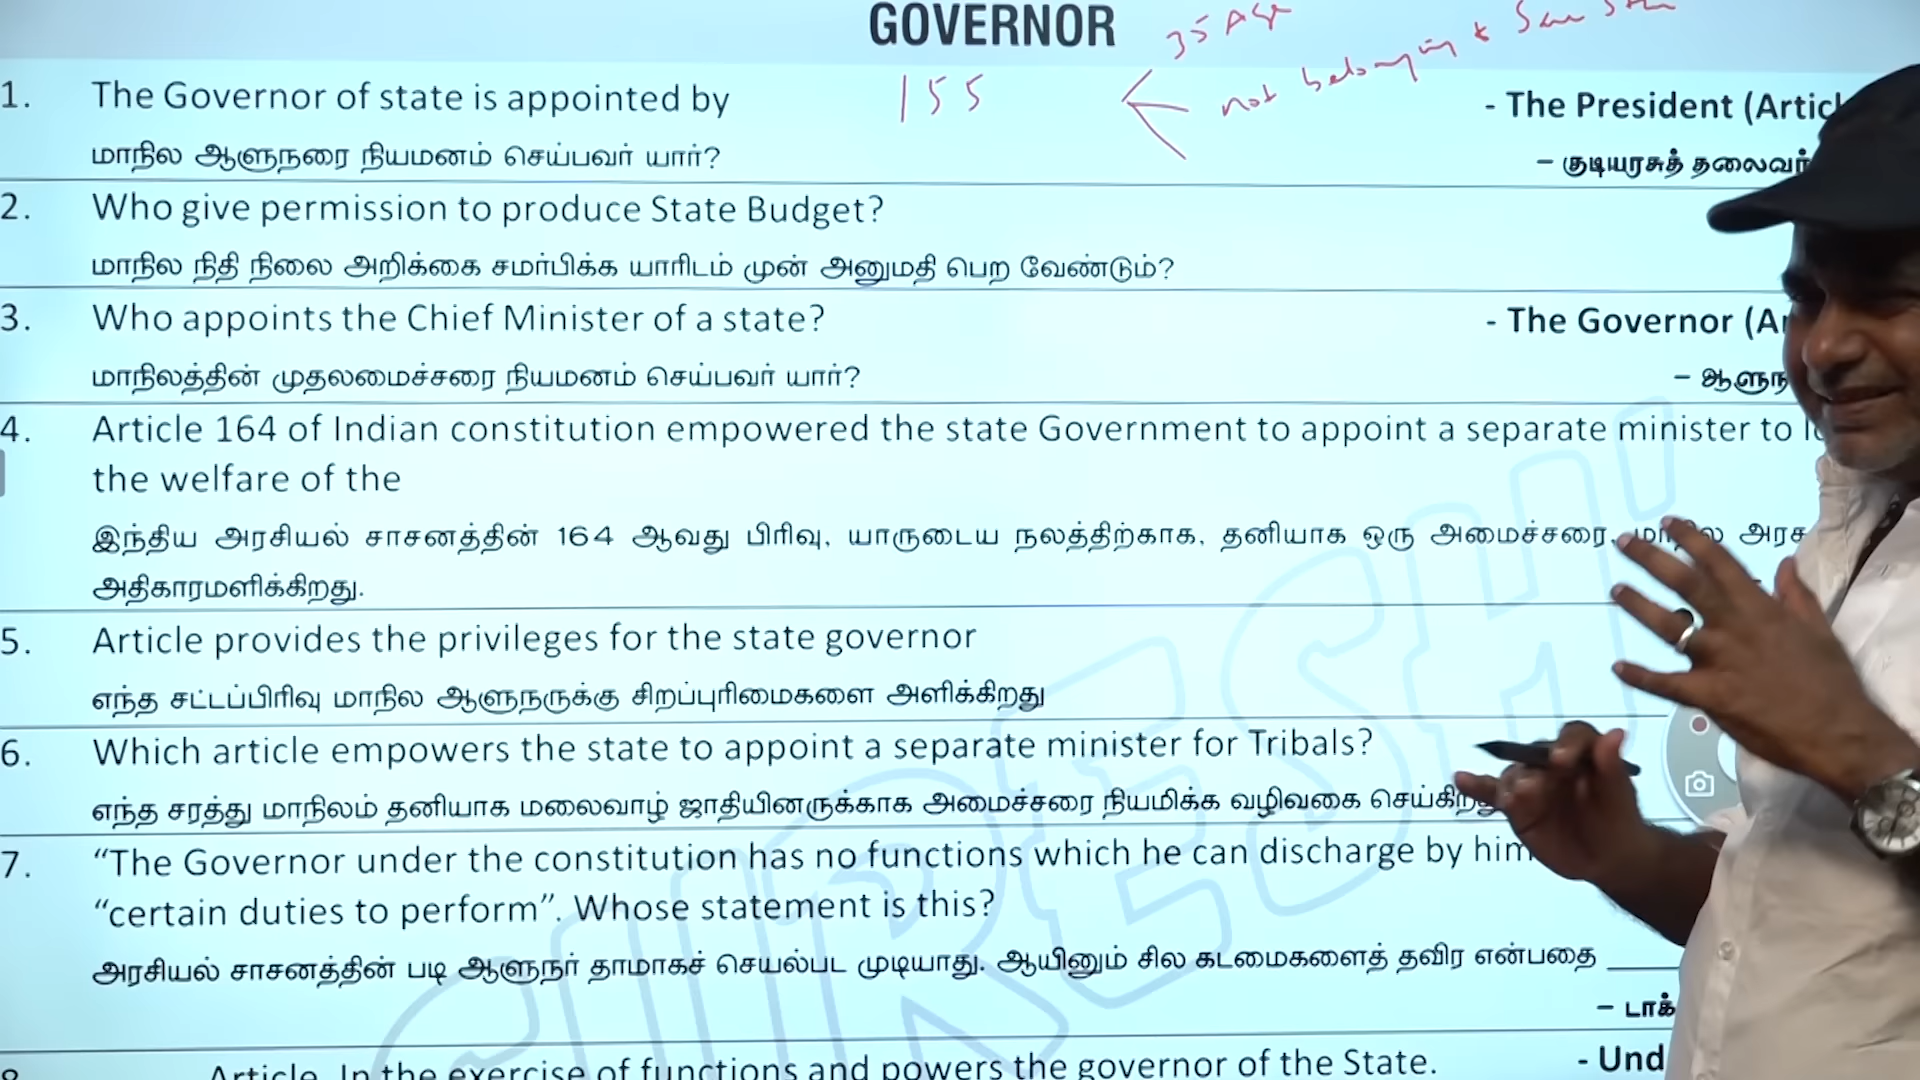 GOVERNOR
35 Age
not belonging to
1. The Governor of state is appointed by 155 - The President
மாநில ஆளுநரை நியமனம் செய்பவர் யார்? – குடியரசுத் தலைவர்
2. Who give permission to produce State Budget?
மாநில நிதி நிலை அறிக்கை சமர்பிக்க யாரிடம் முன் அனுமதி பெற வேண்டும்?
3. Who appoints the Chief Minister of a state? - The Governor
மாநிலத்தின் முதலமைச்சரை நியமனம் செய்பவர் யார்? –
4. Article 164 of Indian constitution empowered the state Government to appoint a separate minister to
the welfare of the
இந்திய அரசியல் சாசனத்தின் 164 ஆவது பிரிவு, யாருடைய நலத்திற்காக, தனியாக ஒரு அமைச்சரை,
அதிகாரமளிக்கிறது.
5. Article provides the privileges for the state governor
எந்த சட்டப்பிரிவு மாநில ஆளுநருக்கு சிறப்புரிமைகளை அளிக்கிறது
6. Which article empowers the state to appoint a separate minister for Tribals?
எந்த சரத்து மாநிலம் தனியாக மலைவாழ் ஜாதியினருக்காக அமைச்சரை நியமிக்க வழிவகை
7. “The Governor under the constitution has no functions which he can discharge by
“certain duties to perform”. Whose statement is this?
அரசியல் சாசனத்தின் படி ஆளுநர் தாமாகச் செயல்பட முடியாது. ஆயினும் சில கடமைகளைத் தவிர என்பதை ____
–
Article. In the exercise of functions and powers the governor of the State. -